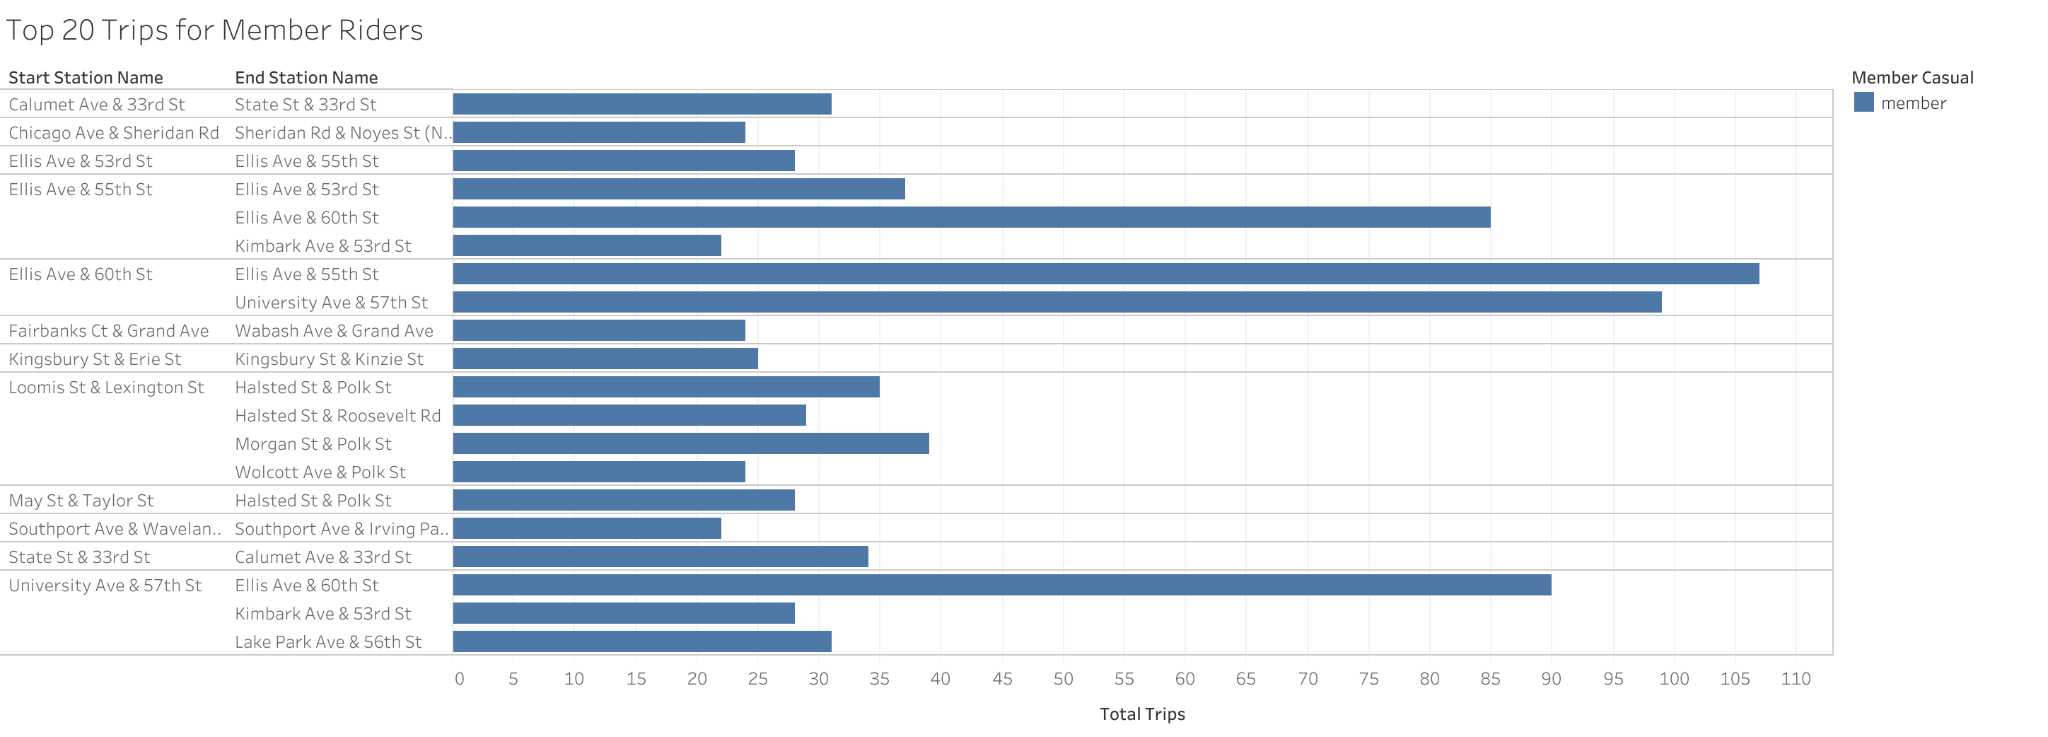 Top 20 Trips for Member Riders
Start Station Name End Station Name Member Casual
Calumet Ave & 33rd St State St & 33rd St member
Chicago Ave & Sheridan Rd Sheridan Rd & Noyes St (N..
Ellis Ave & 53rd St Ellis Ave & 55th St
Ellis Ave & 55th St Ellis Ave & 53rd St
Ellis Ave & 60th St
Kimbark Ave & 53rd St
Ellis Ave & 60th St Ellis Ave & 55th St
University Ave & 57th St
Fairbanks Ct & Grand Ave Wabash Ave & Grand Ave
Kingsbury St & Erie St Kingsbury St & Kinzie St
Loomis St & Lexington St Halsted St & Polk St
Halsted St & Roosevelt Rd
Morgan St & Polk St
Wolcott Ave & Polk St
May St & Taylor St Halsted St & Polk St
Southport Ave & Wavelan.. Southport Ave & Irving Pa..
State St & 33rd St Calumet Ave & 33rd St
University Ave & 57th St Ellis Ave & 60th St
Kimbark Ave & 53rd St
Lake Park Ave & 56th St
0 5 10 15 20 25 30 35 40 45 50 55 60 65 70 75 80 85 90 95 100 105 110
Total Trips